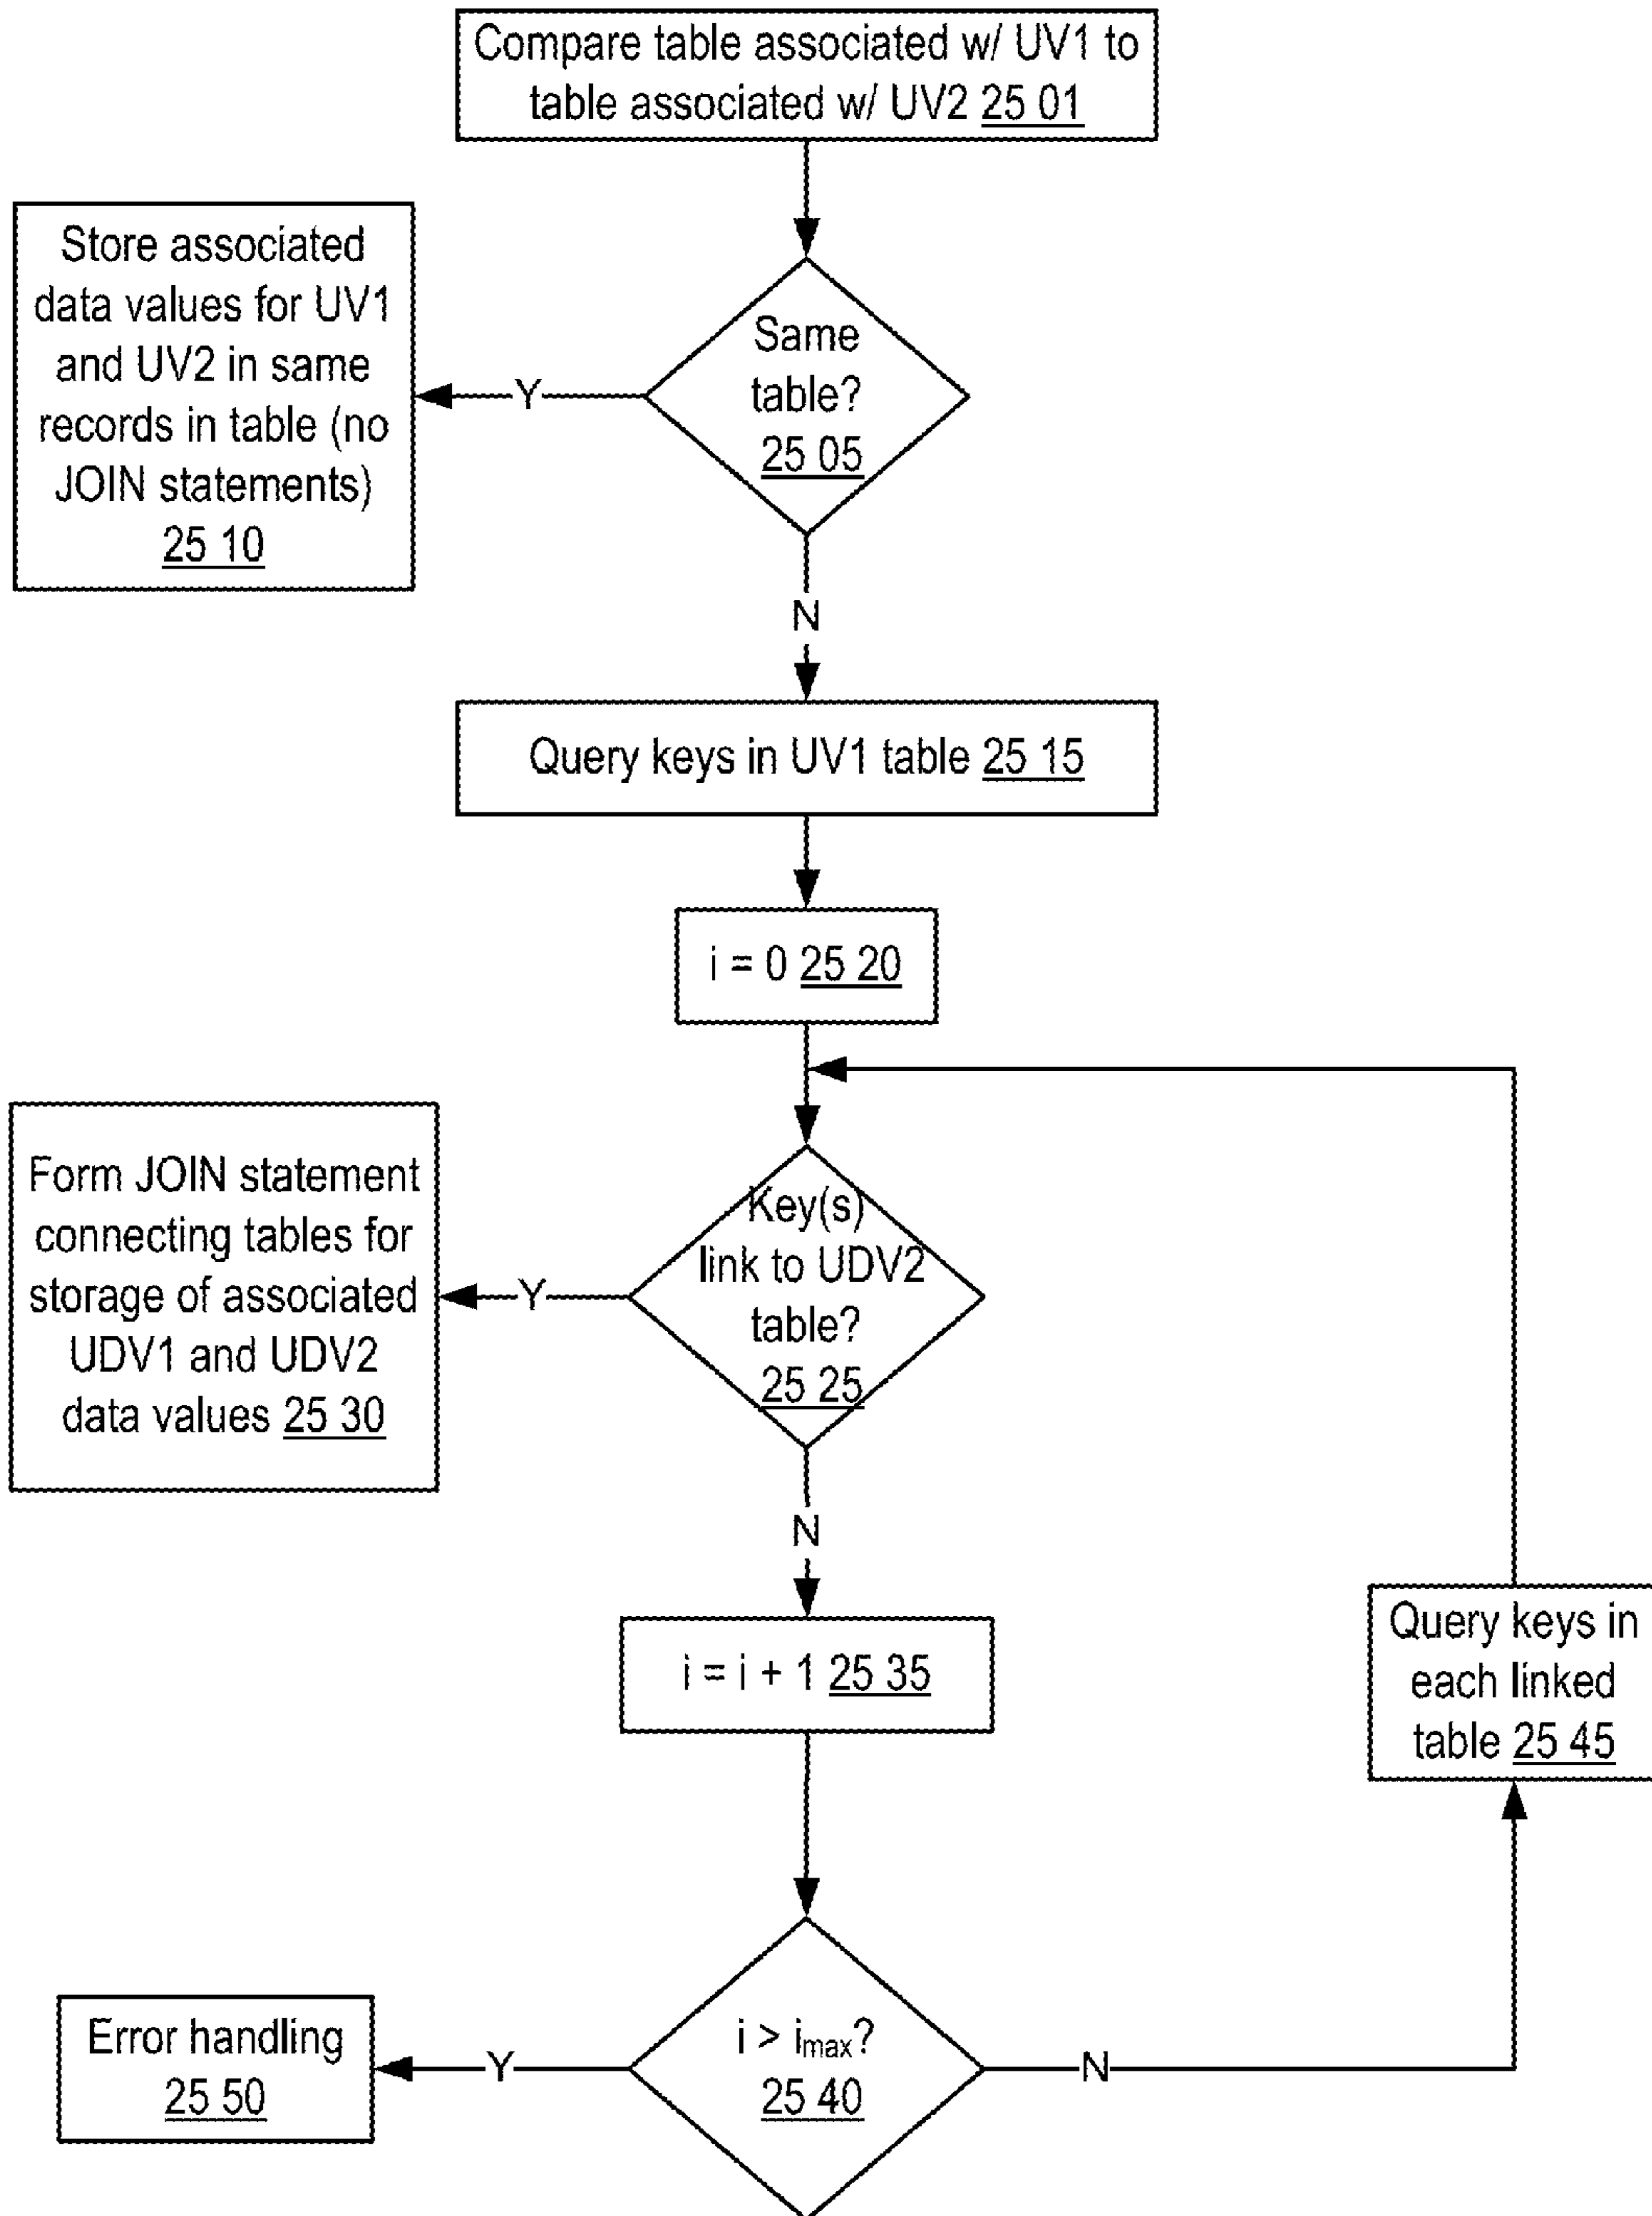 Compare table associated w/ UV1 to
table associated w/ UV2 25 01
Store associated
data values for UV1
and UV2 in same
records in table (no
JOIN statements)
25 10
Same
table?
25 05
Y
N
Query keys in UV1 table 25 15
i = 0 25 20
Form JOIN statement
connecting tables for
storage of associated
UDV1 and UDV2
data values 25 30
Key(s)
link to UDV2
table?
25 25
Y
N
i = i + 1 25 35
Query keys in
each linked
table 25 45
Error handling
25 50
Y
i > imax?
25 40
N